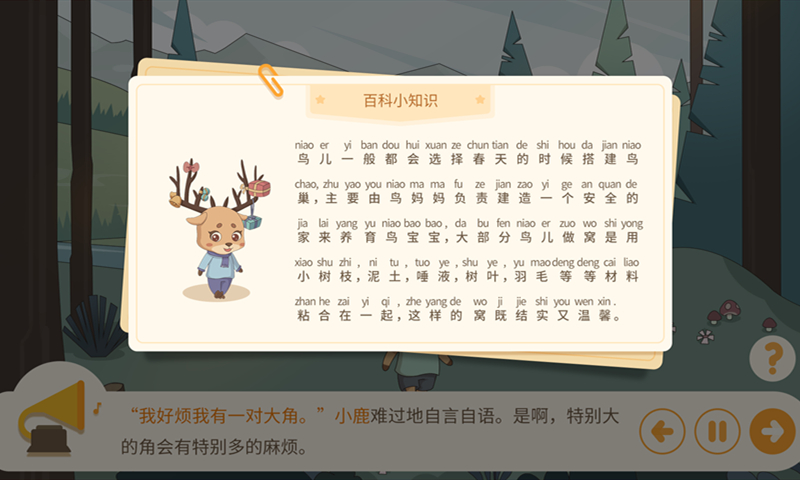 百科小知识
niao er yi ban dou hui xuan ze chun tian de shi hou da jian niao
鸟儿一般都会选择春天的时候搭建鸟
chao, zhu yao you niao ma ma fu ze jian zao yi ge an quan de
巢,主要由鸟妈妈负责建造一个安全的
jia lai yang yu niao bao bao, da bu fen niao er zuo wo shi yong
家来养育鸟宝宝,大部分鸟儿做窝是用
xiao shu zhi, ni tu, tuo ye, shu ye, yu mao deng deng cai liao
小树枝,泥土,唾液,树叶,羽毛等等材料
zhan he zai yi qi, zhe yang de wo ji jie shi you wen xin.
粘合在一起,这样的窝既结实又温馨。
“我好烦我有一对大角。”小鹿难过地自言自语。是啊，特别大
的角会有特别多的麻烦。
?